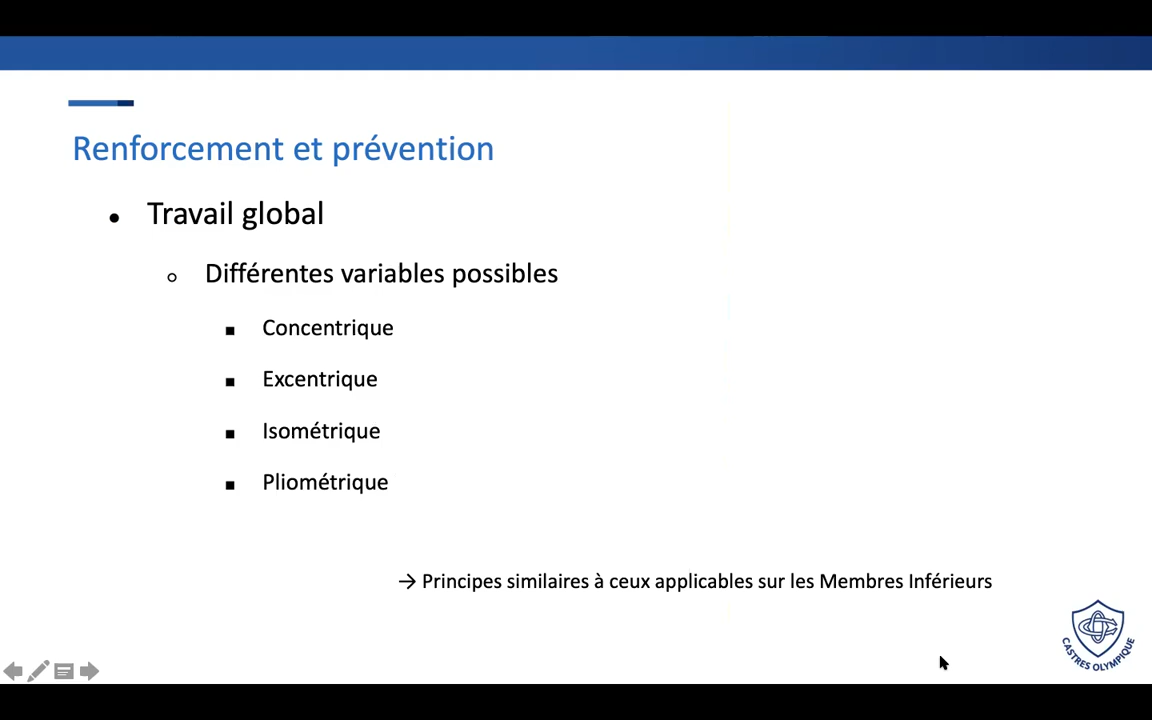 Renforcement et prévention
● Travail global
○ Différentes variables possibles
■ Concentrique
■ Excentrique
■ Isométrique
■ Pliométrique
→ Principes similaires à ceux applicables sur les Membres Inférieurs
CASTRES OLYMPIQUE